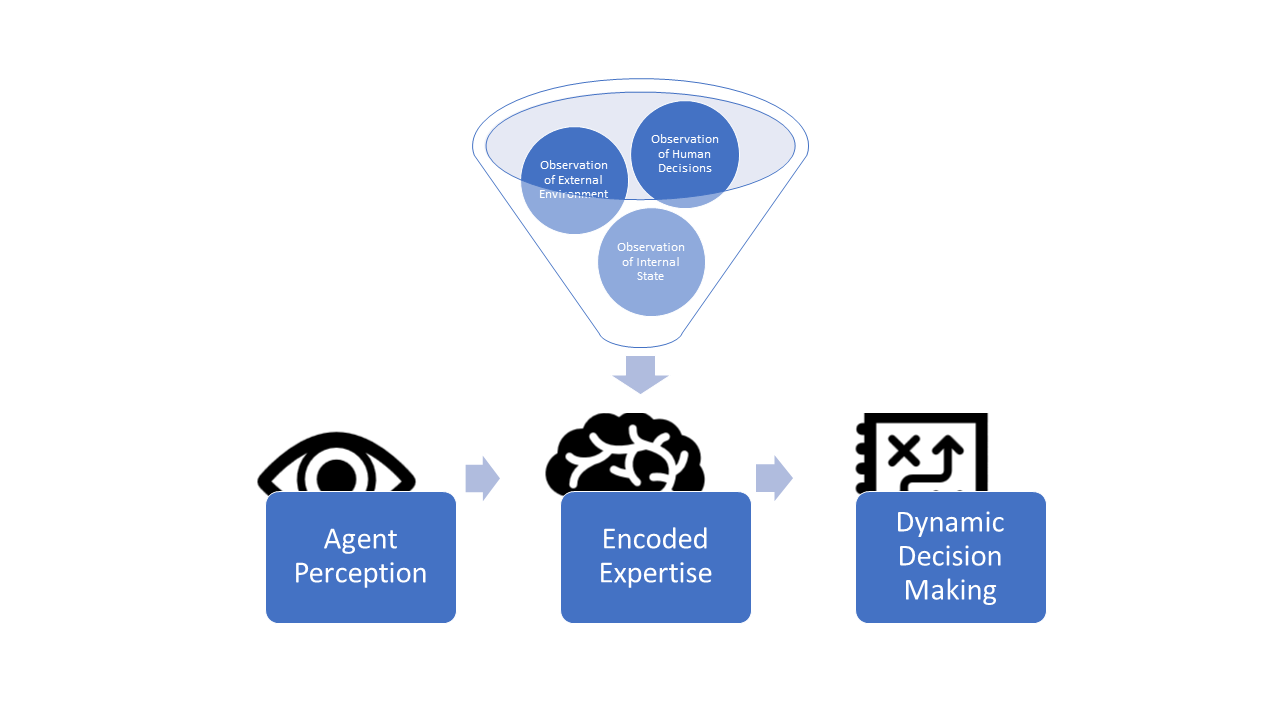 Observation
of Human
Decisions
Observation
of External
Environment
Observation
of Internal
State
Agent
Perception
Encoded
Expertise
Dynamic
Decision
Making